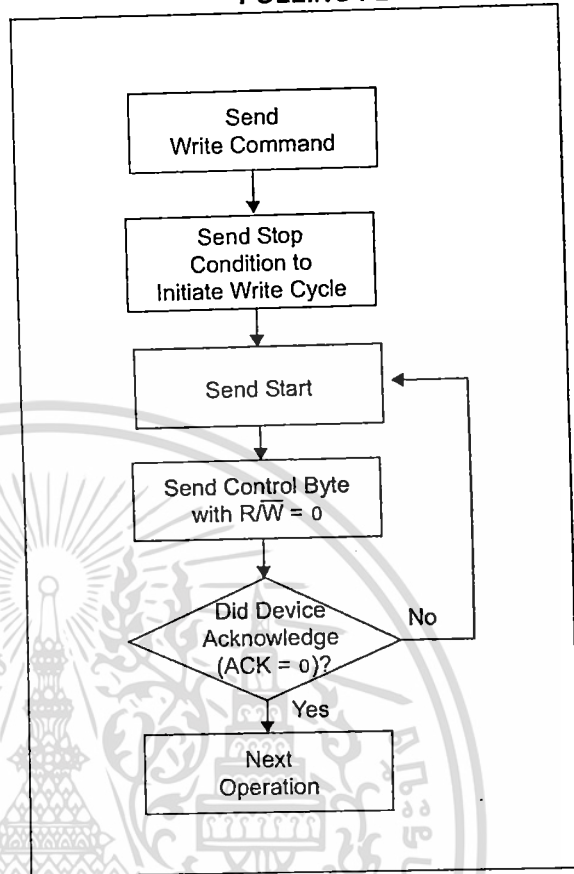 Send
Write Command
Send Stop
Condition to
Initiate Write Cycle
Send Start
Send Control Byte
with R/W̅ = 0
Did Device
Acknowledge
(ACK = 0)?
No
Yes
Next
Operation